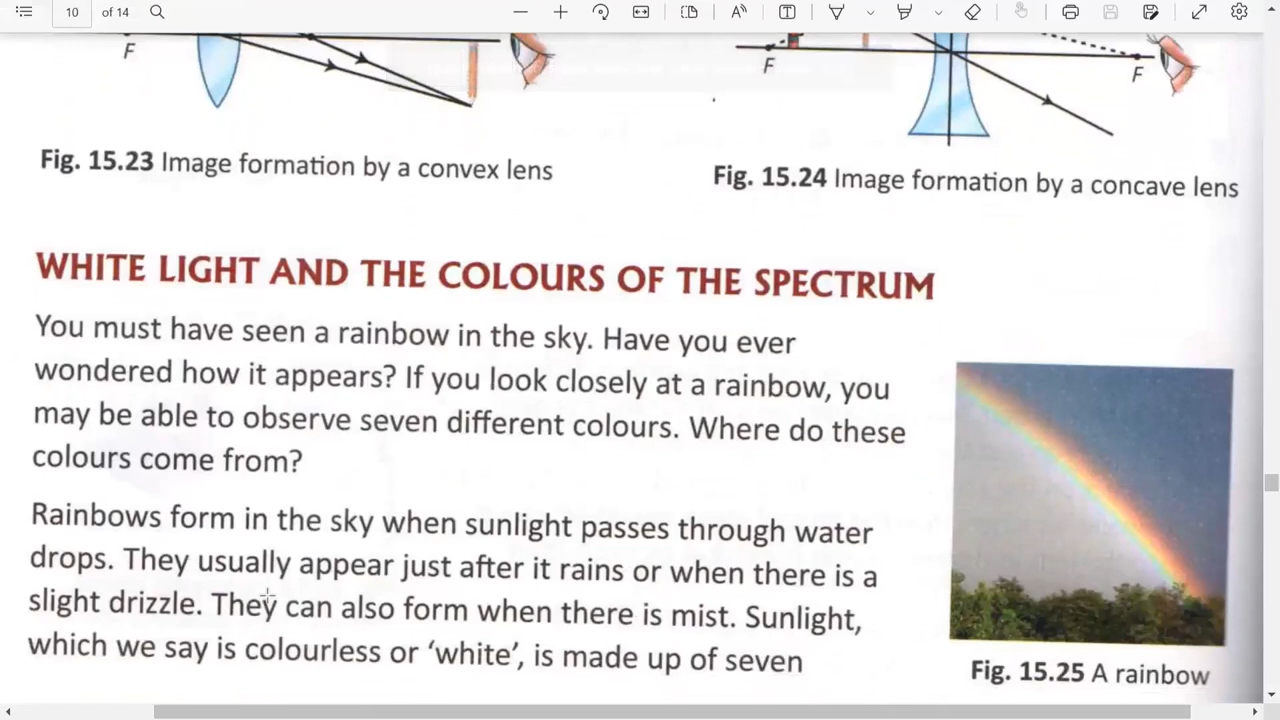 10 of 14
F
F
F
Fig. 15.23 Image formation by a convex lens
Fig. 15.24 Image formation by a concave lens
WHITE LIGHT AND THE COLOURS OF THE SPECTRUM
You must have seen a rainbow in the sky. Have you ever
wondered how it appears? If you look closely at a rainbow, you
may be able to observe seven different colours. Where do these
colours come from?
Rainbows form in the sky when sunlight passes through water
drops. They usually appear just after it rains or when there is a
slight drizzle. They can also form when there is mist. Sunlight,
which we say is colourless or ‘white’, is made up of seven
Fig. 15.25 A rainbow